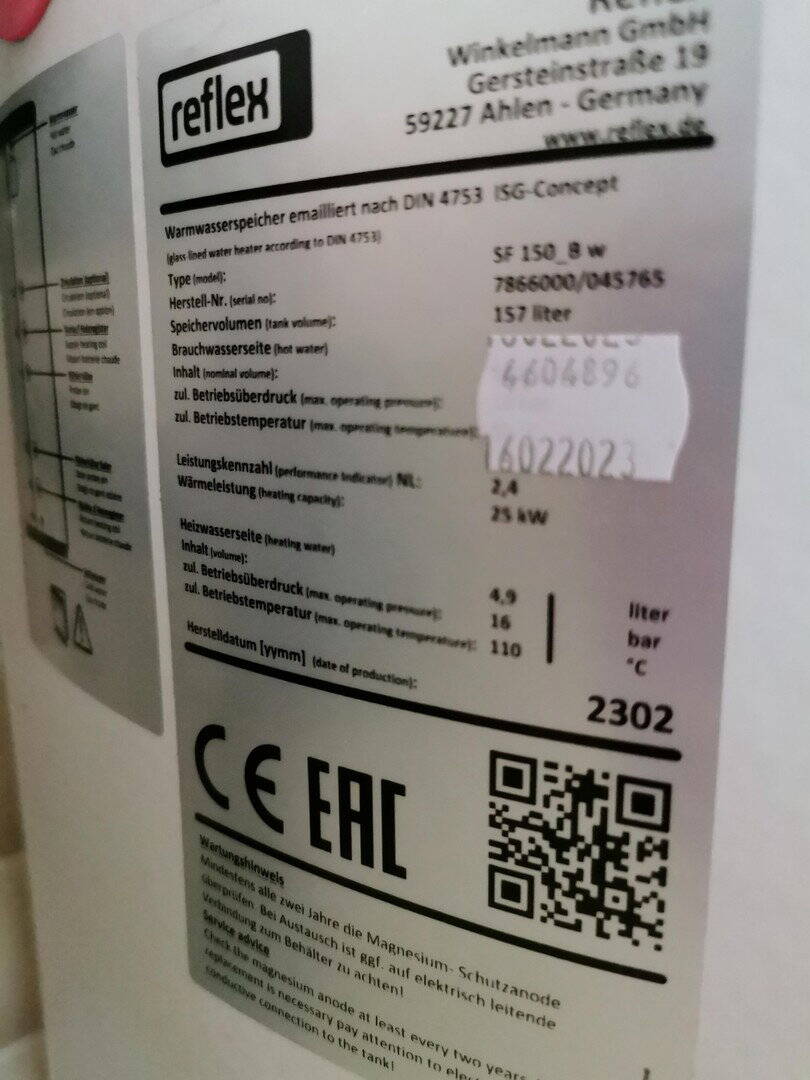 reflex
Winkelmann GmbH
Gersteinstraße 19
59227 Ahlen - Germany
www.reflex.de
Warmwasserspeicher emailliert nach DIN 4753 ISG-Concept
(glass lined water heater according to DIN 4753)
Type (model): SF 150_B w
Herstell-Nr. (serial no): 7866000/045765
Speichervolumen (tank volume): 157 liter
Brauchwasserseite (hot water)
Inhalt (nominal volume):
zul. Betriebsüberdruck (max. operating pressure):
zul. Betriebstemperatur (max. operating temperature):
4604896
16022023
Leistungskennzahl (performance indicator) NL: 2,4
Wärmeleistung (heating capacity): 25 kW
Heizwasserseite (heating water)
Inhalt (volume): 4,9 liter
zul. Betriebsüberdruck (max. operating pressure): 16 bar
zul. Betriebstemperatur (max. operating temperature): 110 °C
Herstelldatum [yymm] (date of production): 2302
CE EAC
Wartungshinweis
Mindestens alle zwei Jahre die Magnesium- Schutzanode
überprüfen. Bei Austausch ist ggf. auf elektrisch leitende
Verbindung zum Behälter zu achten!
Service advice
Check the magnesium anode at least every two years
replacement is necessary pay attention to
conductive connection to the tank!